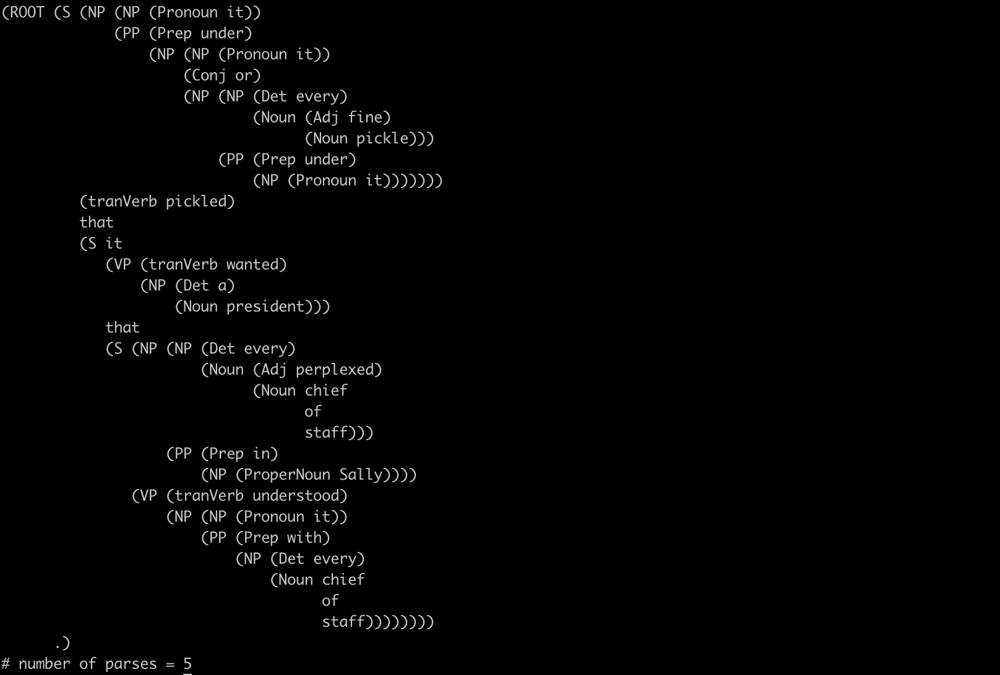 (ROOT (S (NP (NP (Pronoun it))
             (PP (Prep under)
                 (NP (NP (Pronoun it))
                     (Conj or)
                     (NP (NP (Det every)
                             (Noun (Adj fine)
                                   (Noun pickle)))
                         (PP (Prep under)
                             (NP (Pronoun it)))))))
         (tranVerb pickled)
         that
         (S it
            (VP (tranVerb wanted)
                (NP (Det a)
                    (Noun president)))
            that
            (S (NP (NP (Det every)
                       (Noun (Adj perplexed)
                             (Noun chief
                                   of
                                   staff)))
                   (PP (Prep in)
                       (NP (ProperNoun Sally))))
               (VP (tranVerb understood)
                   (NP (NP (Pronoun it))
                       (PP (Prep with)
                           (NP (Det every)
                               (Noun chief
                                     of
                                     staff))))))))
      .)
# number of parses = 5